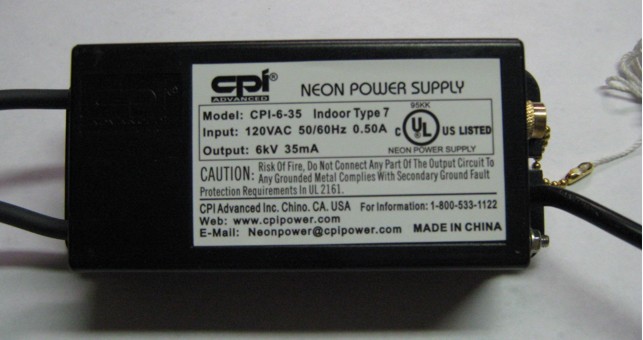 cpi® NEON POWER SUPPLY
ADVANCED
Model: CPI-6-35 Indoor Type 7
95KK
Input: 120VAC 50/60Hz 0.50A C UL® US LISTED
Output: 6kV 35mA NEON POWER SUPPLY
CAUTION: Risk Of Fire, Do Not Connect Any Part Of The Output Circuit To
Any Grounded Metal Complies With Secondary Ground Fault
Protection Requirements In UL 2161.
CPI Advanced Inc. Chino. CA. USA For Information: 1-800-533-1122
Web: www.cpipower.com
E-Mail: Neonpower@cpipower.com MADE IN CHINA
cpi
ADVANCED